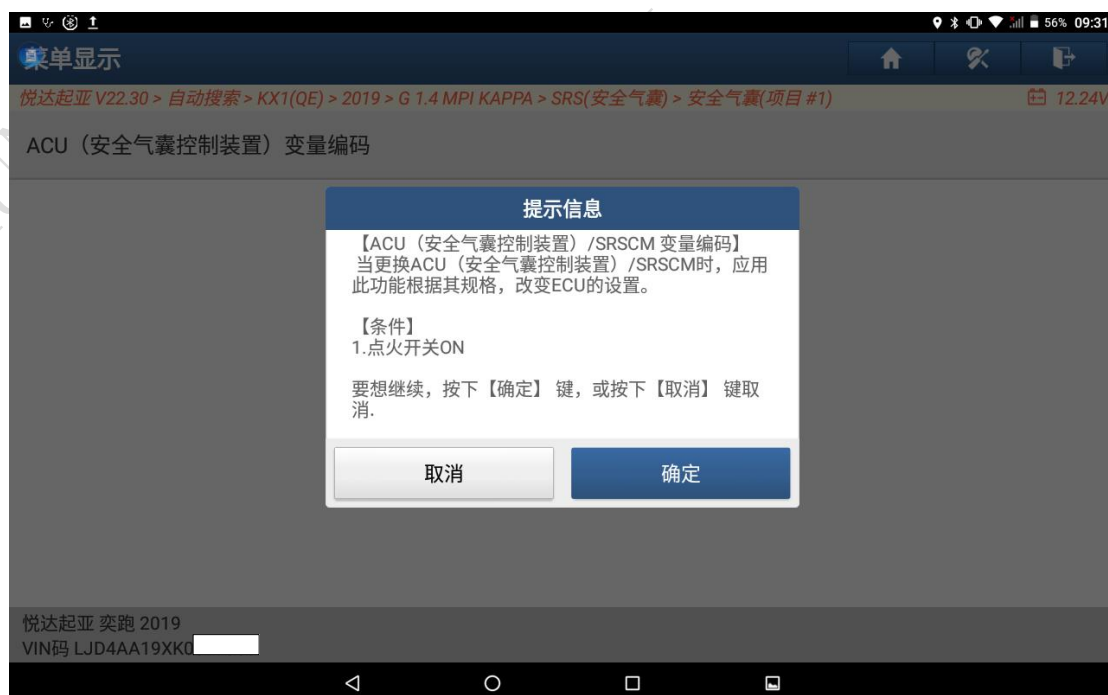 56% 09:31
菜单显示
悦达起亚 V22.30 > 自动搜索 > KX1(QE) > 2019 > G 1.4 MPI KAPPA > SRS(安全气囊) > 安全气囊(项目 #1)
12.24V
ACU（安全气囊控制装置）变量编码
提示信息
【ACU（安全气囊控制装置）/SRSCM 变量编码】
当更换ACU（安全气囊控制装置）/SRSCM时，应用
此功能根据其规格，改变ECU的设置。
【条件】
1.点火开关ON
要想继续，按下【确定】 键，或按下【取消】 键取
消.
取消
确定
悦达起亚 奕跑 2019
VIN码 LJD4AA19XK0